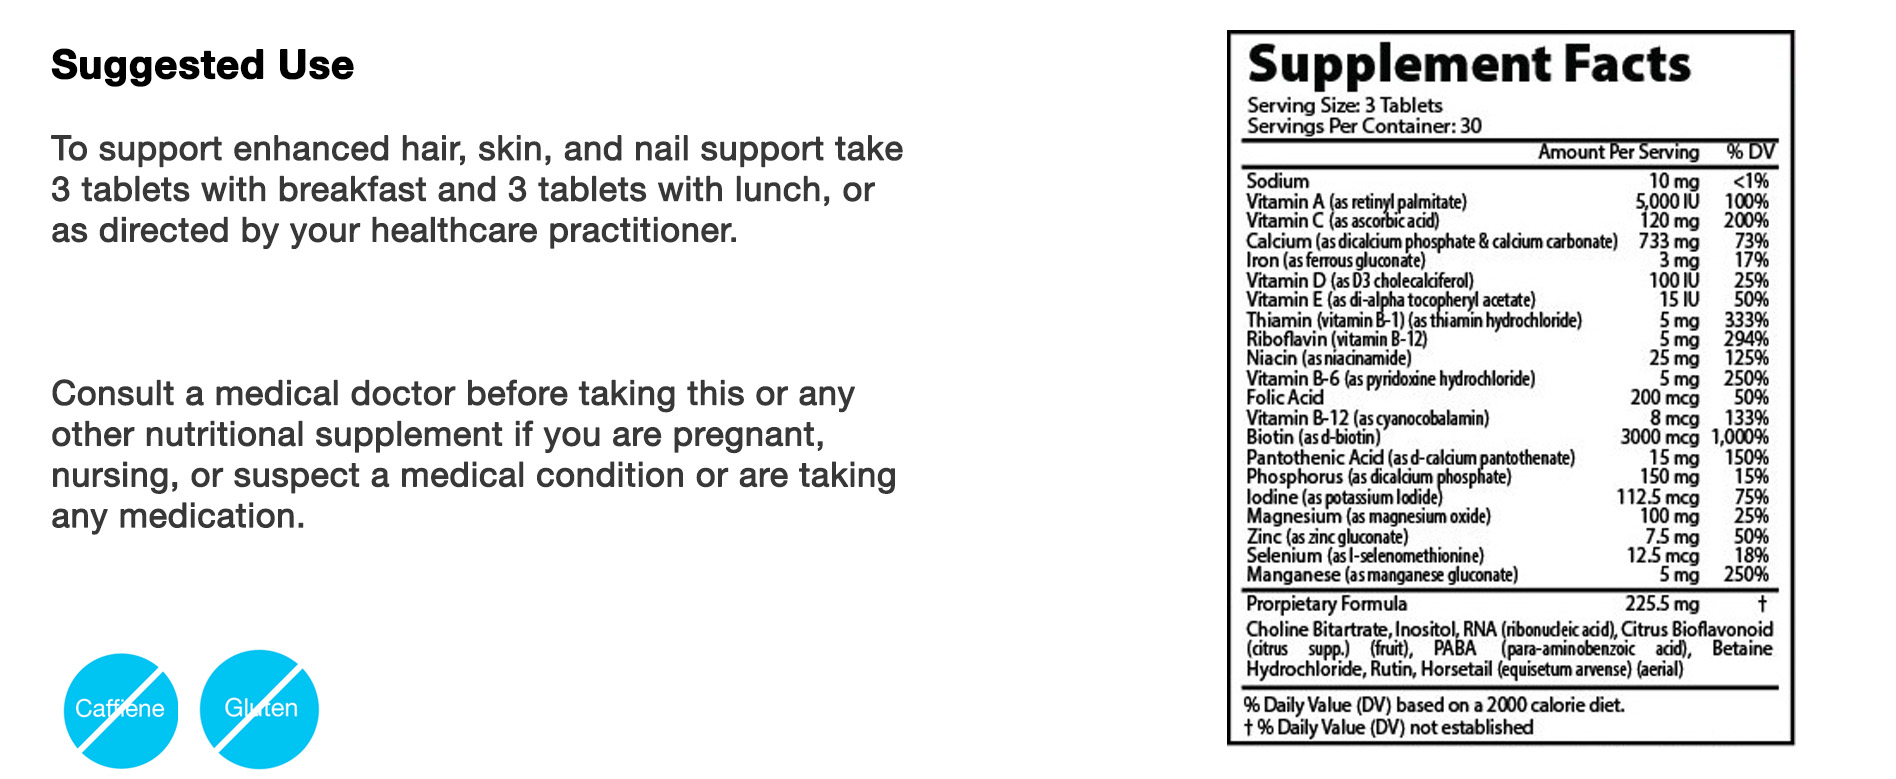 Suggested Use
To support enhanced hair, skin, and nail support take
3 tablets with breakfast and 3 tablets with lunch, or
as directed by your healthcare practitioner.
Consult a medical doctor before taking this or any
other nutritional supplement if you are pregnant,
nursing, or suspect a medical condition or are taking
any medication.
Caffiene
Gluten
Supplement Facts
Serving Size: 3 Tablets
Servings Per Container: 30
Amount Per Serving % DV
Sodium 10 mg <1%
Vitamin A (as retinyl palmitate) 5,000 IU 100%
Vitamin C (as ascorbic acid) 120 mg 200%
Calcium (as dicalcium phosphate & calcium carbonate) 733 mg 73%
Iron (as ferrous gluconate) 3 mg 17%
Vitamin D (as D3 cholecalciferol) 100 IU 25%
Vitamin E (as di-alpha tocopheryl acetate) 15 IU 50%
Thiamin (vitamin B-1) (as thiamin hydrochloride) 5 mg 333%
Riboflavin (vitamin B-12) 5 mg 294%
Niacin (as niacinamide) 25 mg 125%
Vitamin B-6 (as pyridoxine hydrochloride) 5 mg 250%
Folic Acid 200 mcg 50%
Vitamin B-12 (as cyanocobalamin) 8 mcg 133%
Biotin (as d-biotin) 3000 mcg 1,000%
Pantothenic Acid (as d-calcium pantothenate) 15 mg 150%
Phosphorus (as dicalcium phosphate) 150 mg 15%
Iodine (as potassium Iodide) 112.5 mcg 75%
Magnesium (as magnesium oxide) 100 mg 25%
Zinc (as zinc gluconate) 7.5 mg 50%
Selenium (as l-selenomethionine) 12.5 mcg 18%
Manganese (as manganese gluconate) 5 mg 250%
Prorpietary Formula 225.5 mg †
Choline Bitartrate, Inositol, RNA (ribonucleic acid), Citrus Bioflavonoid
(citrus supp.) (fruit), PABA (para-aminobenzoic acid), Betaine
Hydrochloride, Rutin, Horsetail (equisetum arvense) (aerial)
% Daily Value (DV) based on a 2000 calorie diet.
† % Daily Value (DV) not established